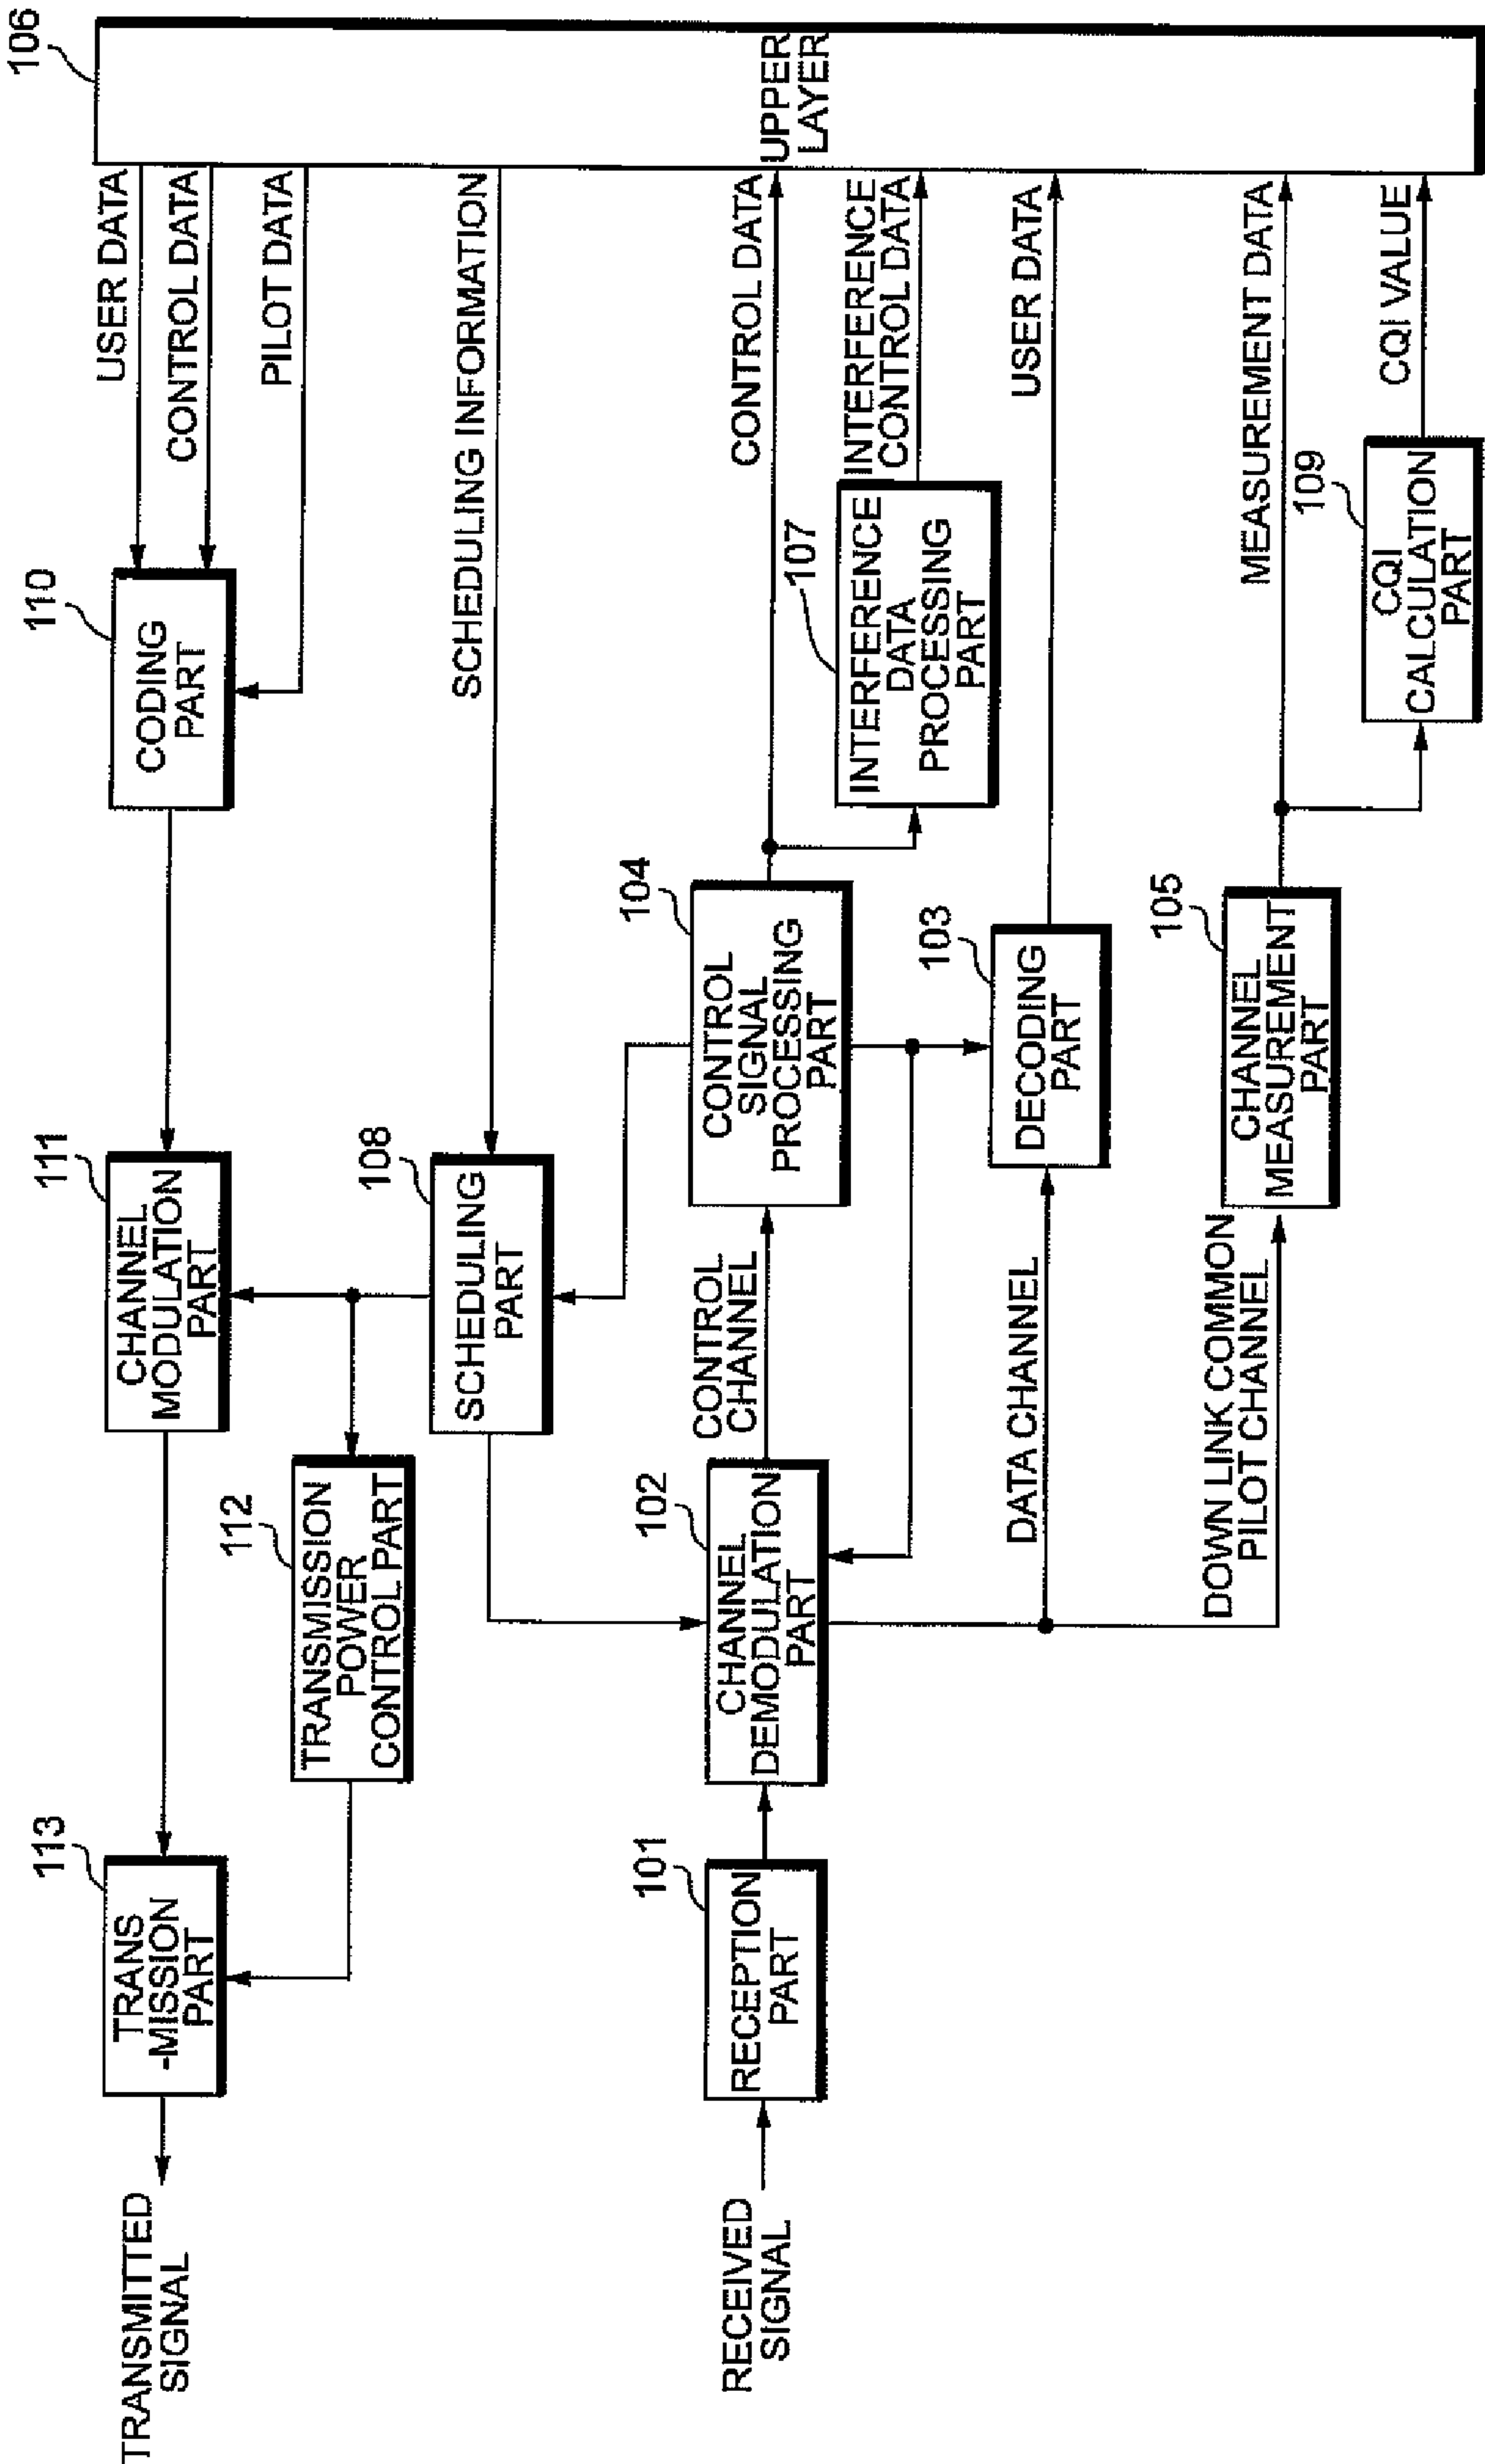 TRANSMITTED
SIGNAL
113
TRANS
-MISSION
PART
111
CHANNEL
MODULATION
PART
110
CODING
PART
USER DATA
CONTROL DATA
PILOT DATA
106
UPPER
LAYER
112
TRANSMISSION
POWER
CONTROL PART
108
SCHEDULING
PART
SCHEDULING INFORMATION
RECEIVED
SIGNAL
101
RECEPTION
PART
102
CHANNEL
DEMODULATION
PART
CONTROL
CHANNEL
104
CONTROL
SIGNAL
PROCESSING
PART
CONTROL DATA
107
INTERFERENCE
DATA
PROCESSING
PART
INTERFERENCE
CONTROL DATA
DATA CHANNEL
103
DECODING
PART
USER DATA
DOWN LINK COMMON
PILOT CHANNEL
105
CHANNEL
MEASUREMENT
PART
MEASUREMENT DATA
109
CQI
CALCULATION
PART
CQI VALUE